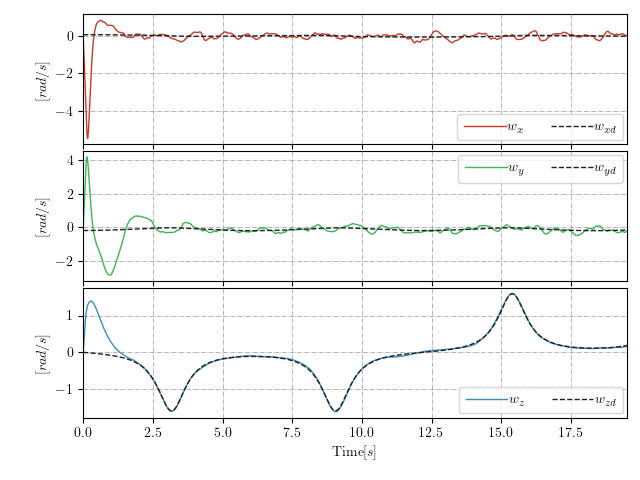 0
−2
−4
[rad/s]
w_x
w_xd
4
2
0
−2
[rad/s]
w_y
w_yd
1
0
−1
[rad/s]
w_z
w_zd
0.0 2.5 5.0 7.5 10.0 12.5 15.0 17.5
Time[s]